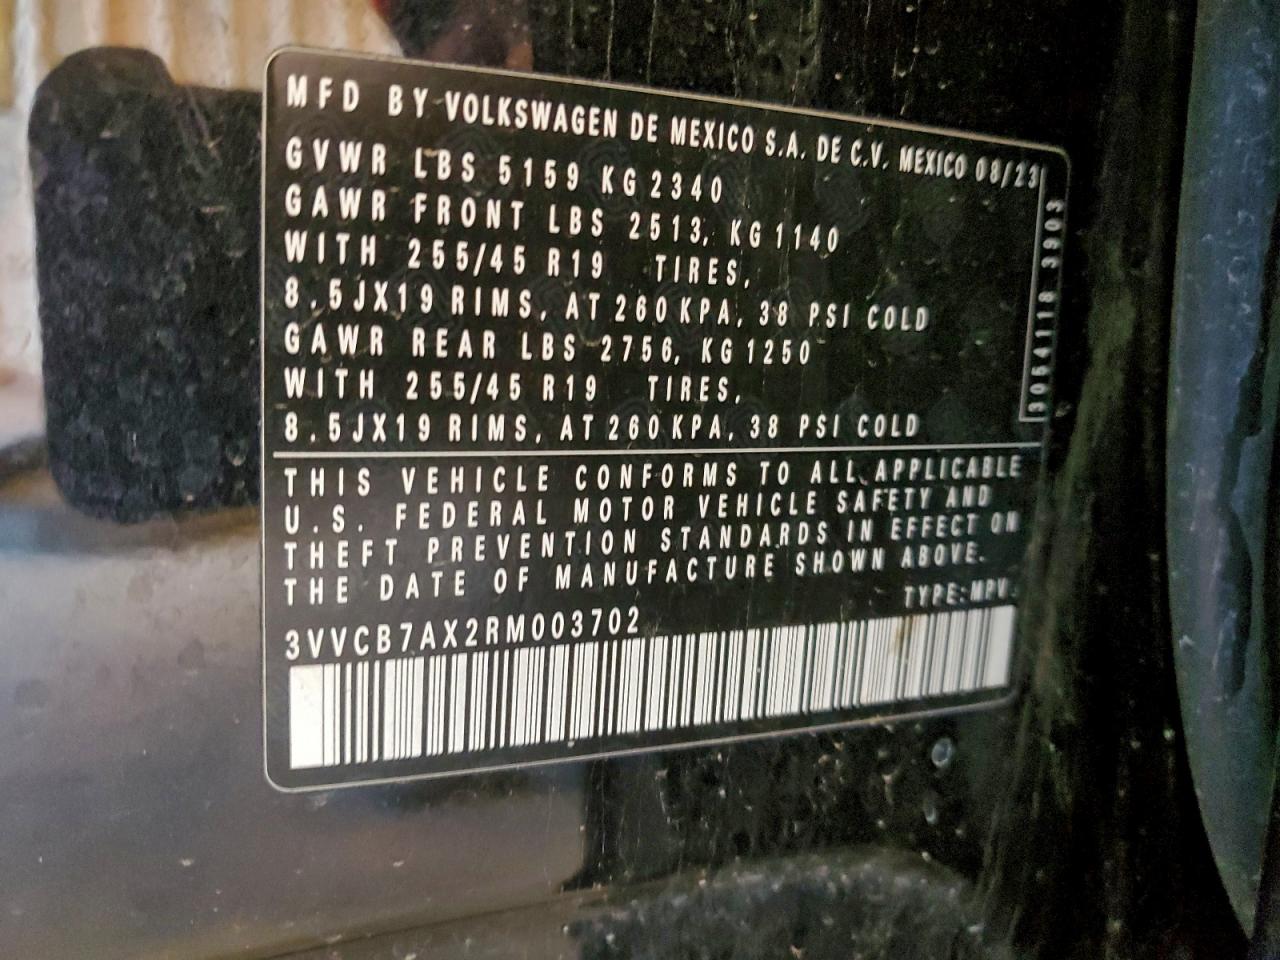 MFD BY VOLKSWAGEN DE MEXICO S.A. DE C.V. MEXICO 08/23
GVWR LBS 5159 KG 2340
GAWR FRONT LBS 2513, KG 1140
WITH 255/45 R19 TIRES,
8.5JX19 RIMS, AT 260 KPA, 38 PSI COLD
GAWR REAR LBS 2756, KG 1250
WITH 255/45 R19 TIRES,
8.5JX19 RIMS, AT 260 KPA, 38 PSI COLD
3054118 3903
THIS VEHICLE CONFORMS TO ALL APPLICABLE
U.S. FEDERAL MOTOR VEHICLE SAFETY AND
THEFT PREVENTION STANDARDS IN EFFECT ON
THE DATE OF MANUFACTURE SHOWN ABOVE.
TYPE:MPV.
3VVCB7AX2RM003702